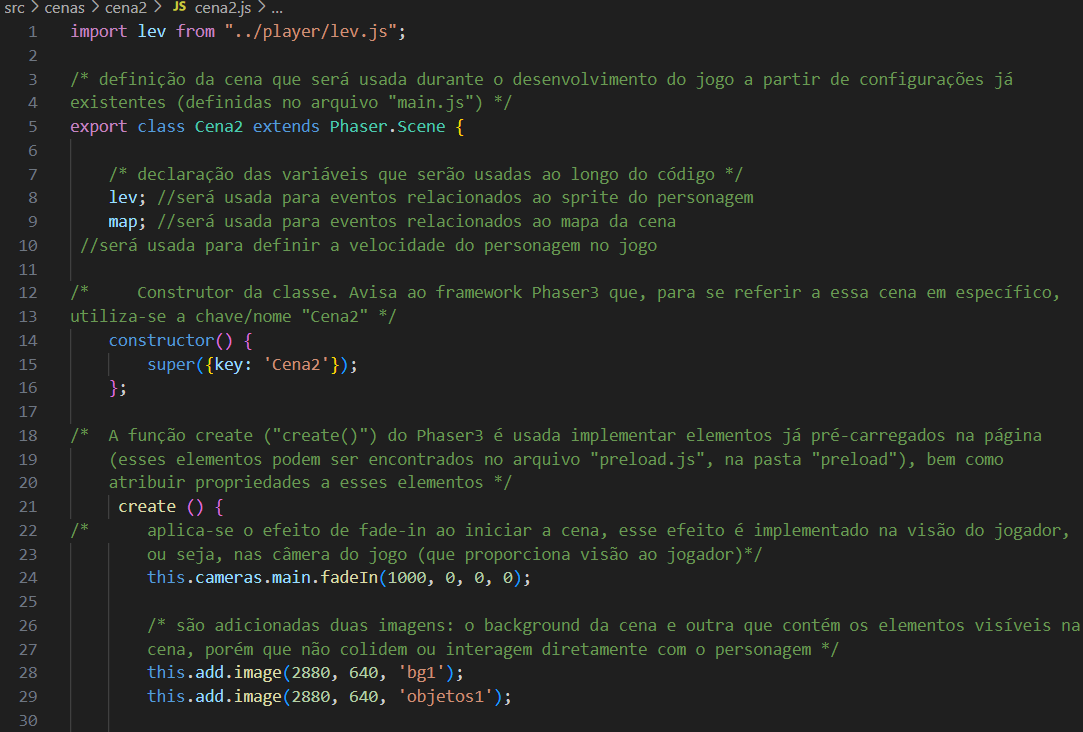 src > cenas > cena2 > JS cena2.js > ...
1 import lev from "../player/lev.js";
2
3 /* definição da cena que será usada durante o desenvolvimento do jogo a partir de configurações já
4 existentes (definidas no arquivo "main.js") */
5 export class Cena2 extends Phaser.Scene {
6
7 /* declaração das variáveis que serão usadas ao longo do código */
8 lev; //será usada para eventos relacionados ao sprite do personagem
9 map; //será usada para eventos relacionados ao mapa da cena
10 //será usada para definir a velocidade do personagem no jogo
11
12 /* Construtor da classe. Avisa ao framework Phaser3 que, para se referir a essa cena em específico,
13 utiliza-se a chave/nome "Cena2" */
14 constructor() {
15 super({key: 'Cena2'});
16 };
17
18 /* A função create ("create()") do Phaser3 é usada implementar elementos já pré-carregados na página
19 (esses elementos podem ser encontrados no arquivo "preload.js", na pasta "preload"), bem como
20 atribuir propriedades a esses elementos */
21 create () {
22 /* aplica-se o efeito de fade-in ao iniciar a cena, esse efeito é implementado na visão do jogador,
23 ou seja, nas câmera do jogo (que proporciona visão ao jogador)*/
24 this.cameras.main.fadeIn(1000, 0, 0, 0);
25
26 /* são adicionadas duas imagens: o background da cena e outra que contém os elementos visíveis na
27 cena, porém que não colidem ou interagem diretamente com o personagem */
28 this.add.image(2880, 640, 'bg1');
29 this.add.image(2880, 640, 'objetos1');
30